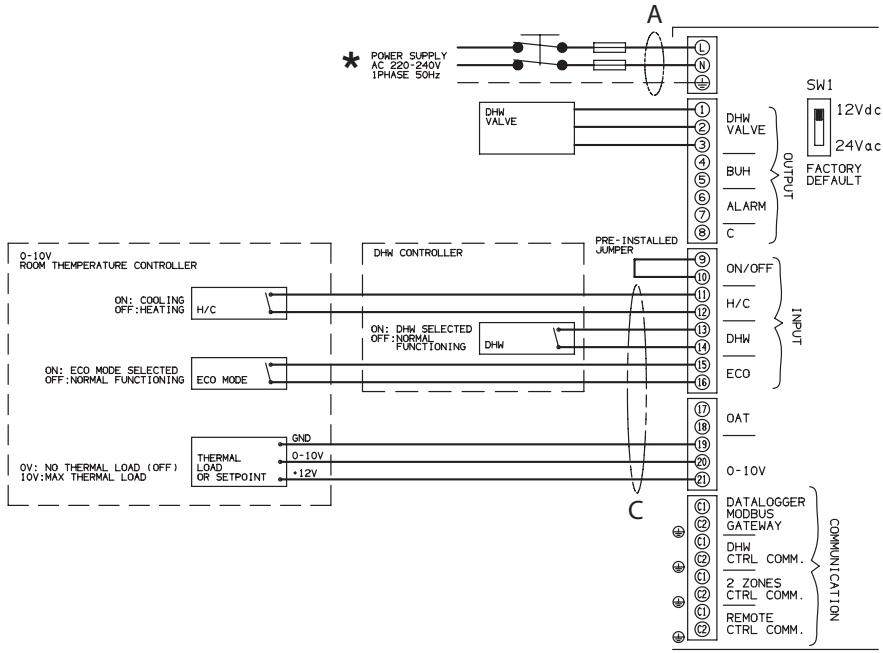 A
*
POWER SUPPLY
AC 220-240V
1PHASE 50Hz
L
N
SW1
12Vdc
24Vac
FACTORY
DEFAULT
DHW
VALVE
1
2
3
4
5
6
7
8
DHW
VALVE
BUH
ALARM
C
OUTPUT
PRE-INSTALLED
JUMPER
0-10V
ROOM THEMPERATURE CONTROLLER
DHW CONTROLLER
ON: COOLING
OFF:HEATING
H/C
ON: DHW SELECTED
OFF:NORMAL
FUNCTIONING
DHW
ON: ECO MODE SELECTED
OFF:NORMAL FUNCTIONING
ECO MODE
9
10
11
12
13
14
15
16
ON/OFF
H/C
DHW
ECO
INPUT
0V: NO THERMAL LOAD (OFF)
10V:MAX THERMAL LOAD
THERMAL
LOAD
OR SETPOINT
GND
0-10V
+12V
17
18
19
20
21
OAT
0-10V
C
C1
C2
C1
C2
C1
C2
C1
C2
DATALOGGER
MODBUS
GATEWAY
DHW
CTRL COMM.
2 ZONES
CTRL COMM.
REMOTE
CTRL COMM.
COMMUNICATION